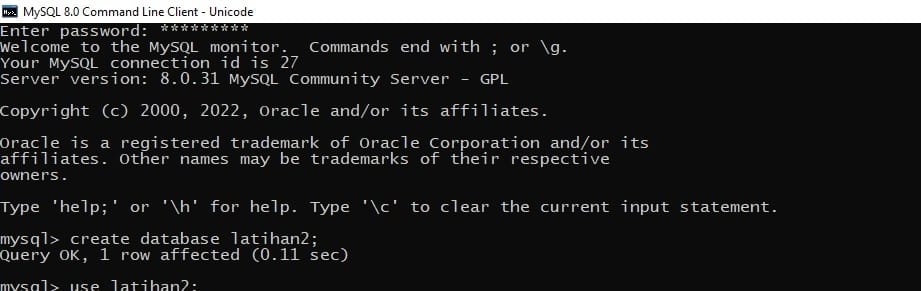 MySQL 8.0 Command Line Client - Unicode
Enter password: *********
Welcome to the MySQL monitor.  Commands end with ; or \g.
Your MySQL connection id is 27
Server version: 8.0.31 MySQL Community Server - GPL
Copyright (c) 2000, 2022, Oracle and/or its affiliates.
Oracle is a registered trademark of Oracle Corporation and/or its
affiliates. Other names may be trademarks of their respective
owners.
Type 'help;' or '\h' for help. Type '\c' to clear the current input statement.
mysql> create database latihan2;
Query OK, 1 row affected (0.11 sec)
mysql> use latihan2;